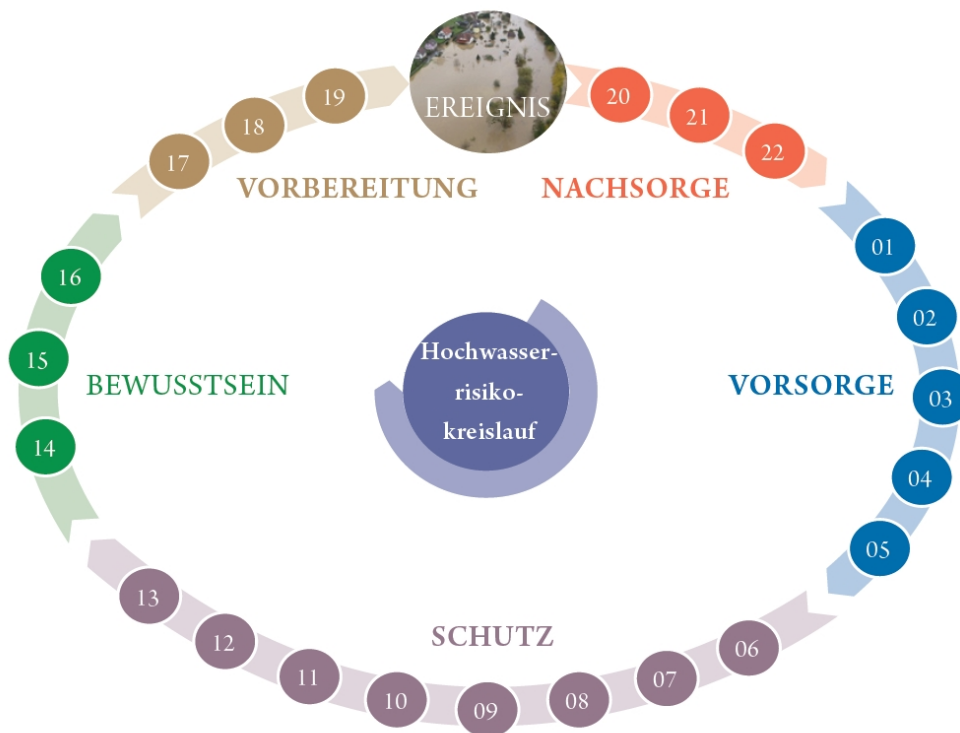 EREIGNIS
20
21
22
NACHSORGE
01
02
03
04
05
VORSORGE
06
07
08
09
10
11
12
13
SCHUTZ
14
15
16
BEWUSSTSEIN
17
18
19
VORBEREITUNG
Hochwasser-
risiko-
kreislauf